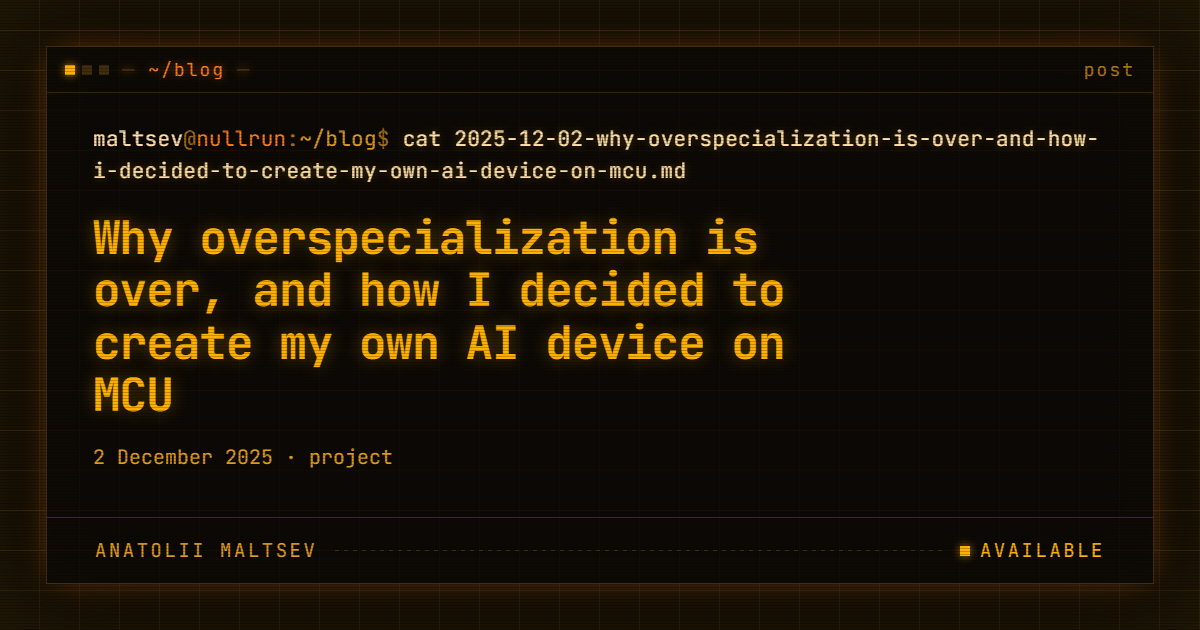 — ~/blog —
post
maltsev@nullrun:~/blog$ cat 2025-12-02-why-overspecialization-is-over-and-how-
i-decided-to-create-my-own-ai-device-on-mcu.md
Why overspecialization is
over, and how I decided to
create my own AI device on
MCU
2 December 2025 · project
ANATOLII MALTSEV
AVAILABLE